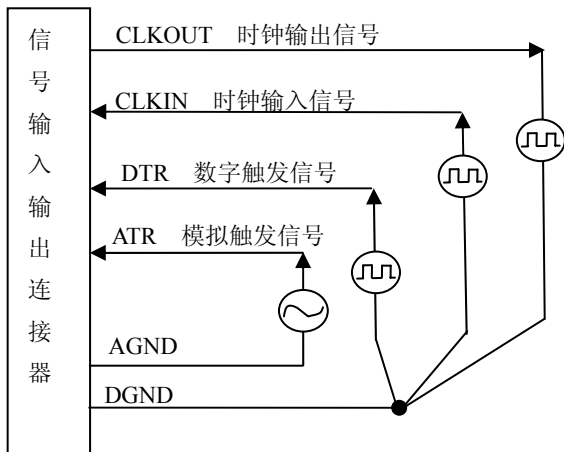 信号输入输出连接器
CLKOUT 时钟输出信号
CLKIN 时钟输入信号
DTR 数字触发信号
ATR 模拟触发信号
AGND
DGND